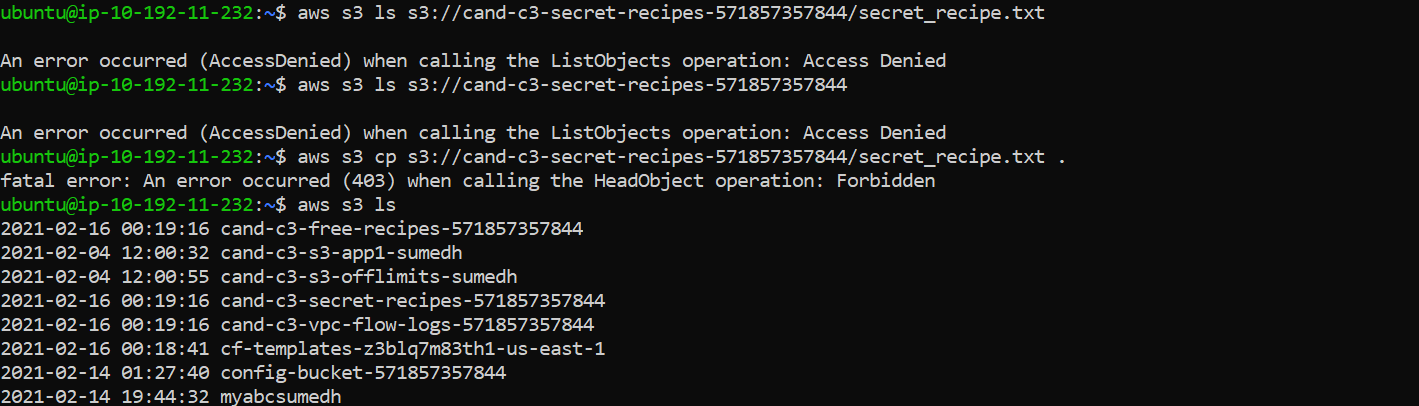 ubuntu@ip-10-192-11-232:~$ aws s3 ls s3://cand-c3-secret-recipes-571857357844/secret_recipe.txt
An error occurred (AccessDenied) when calling the ListObjects operation: Access Denied
ubuntu@ip-10-192-11-232:~$ aws s3 ls s3://cand-c3-secret-recipes-571857357844
An error occurred (AccessDenied) when calling the ListObjects operation: Access Denied
ubuntu@ip-10-192-11-232:~$ aws s3 cp s3://cand-c3-secret-recipes-571857357844/secret_recipe.txt .
fatal error: An error occurred (403) when calling the HeadObject operation: Forbidden
ubuntu@ip-10-192-11-232:~$ aws s3 ls
2021-02-16 00:19:16 cand-c3-free-recipes-571857357844
2021-02-04 12:00:32 cand-c3-s3-app1-sumedh
2021-02-04 12:00:55 cand-c3-s3-offlimits-sumedh
2021-02-16 00:19:16 cand-c3-secret-recipes-571857357844
2021-02-16 00:19:16 cand-c3-vpc-flow-logs-571857357844
2021-02-16 00:18:41 cf-templates-z3blq7m83th1-us-east-1
2021-02-14 01:27:40 config-bucket-571857357844
2021-02-14 19:44:32 myabcsumedh